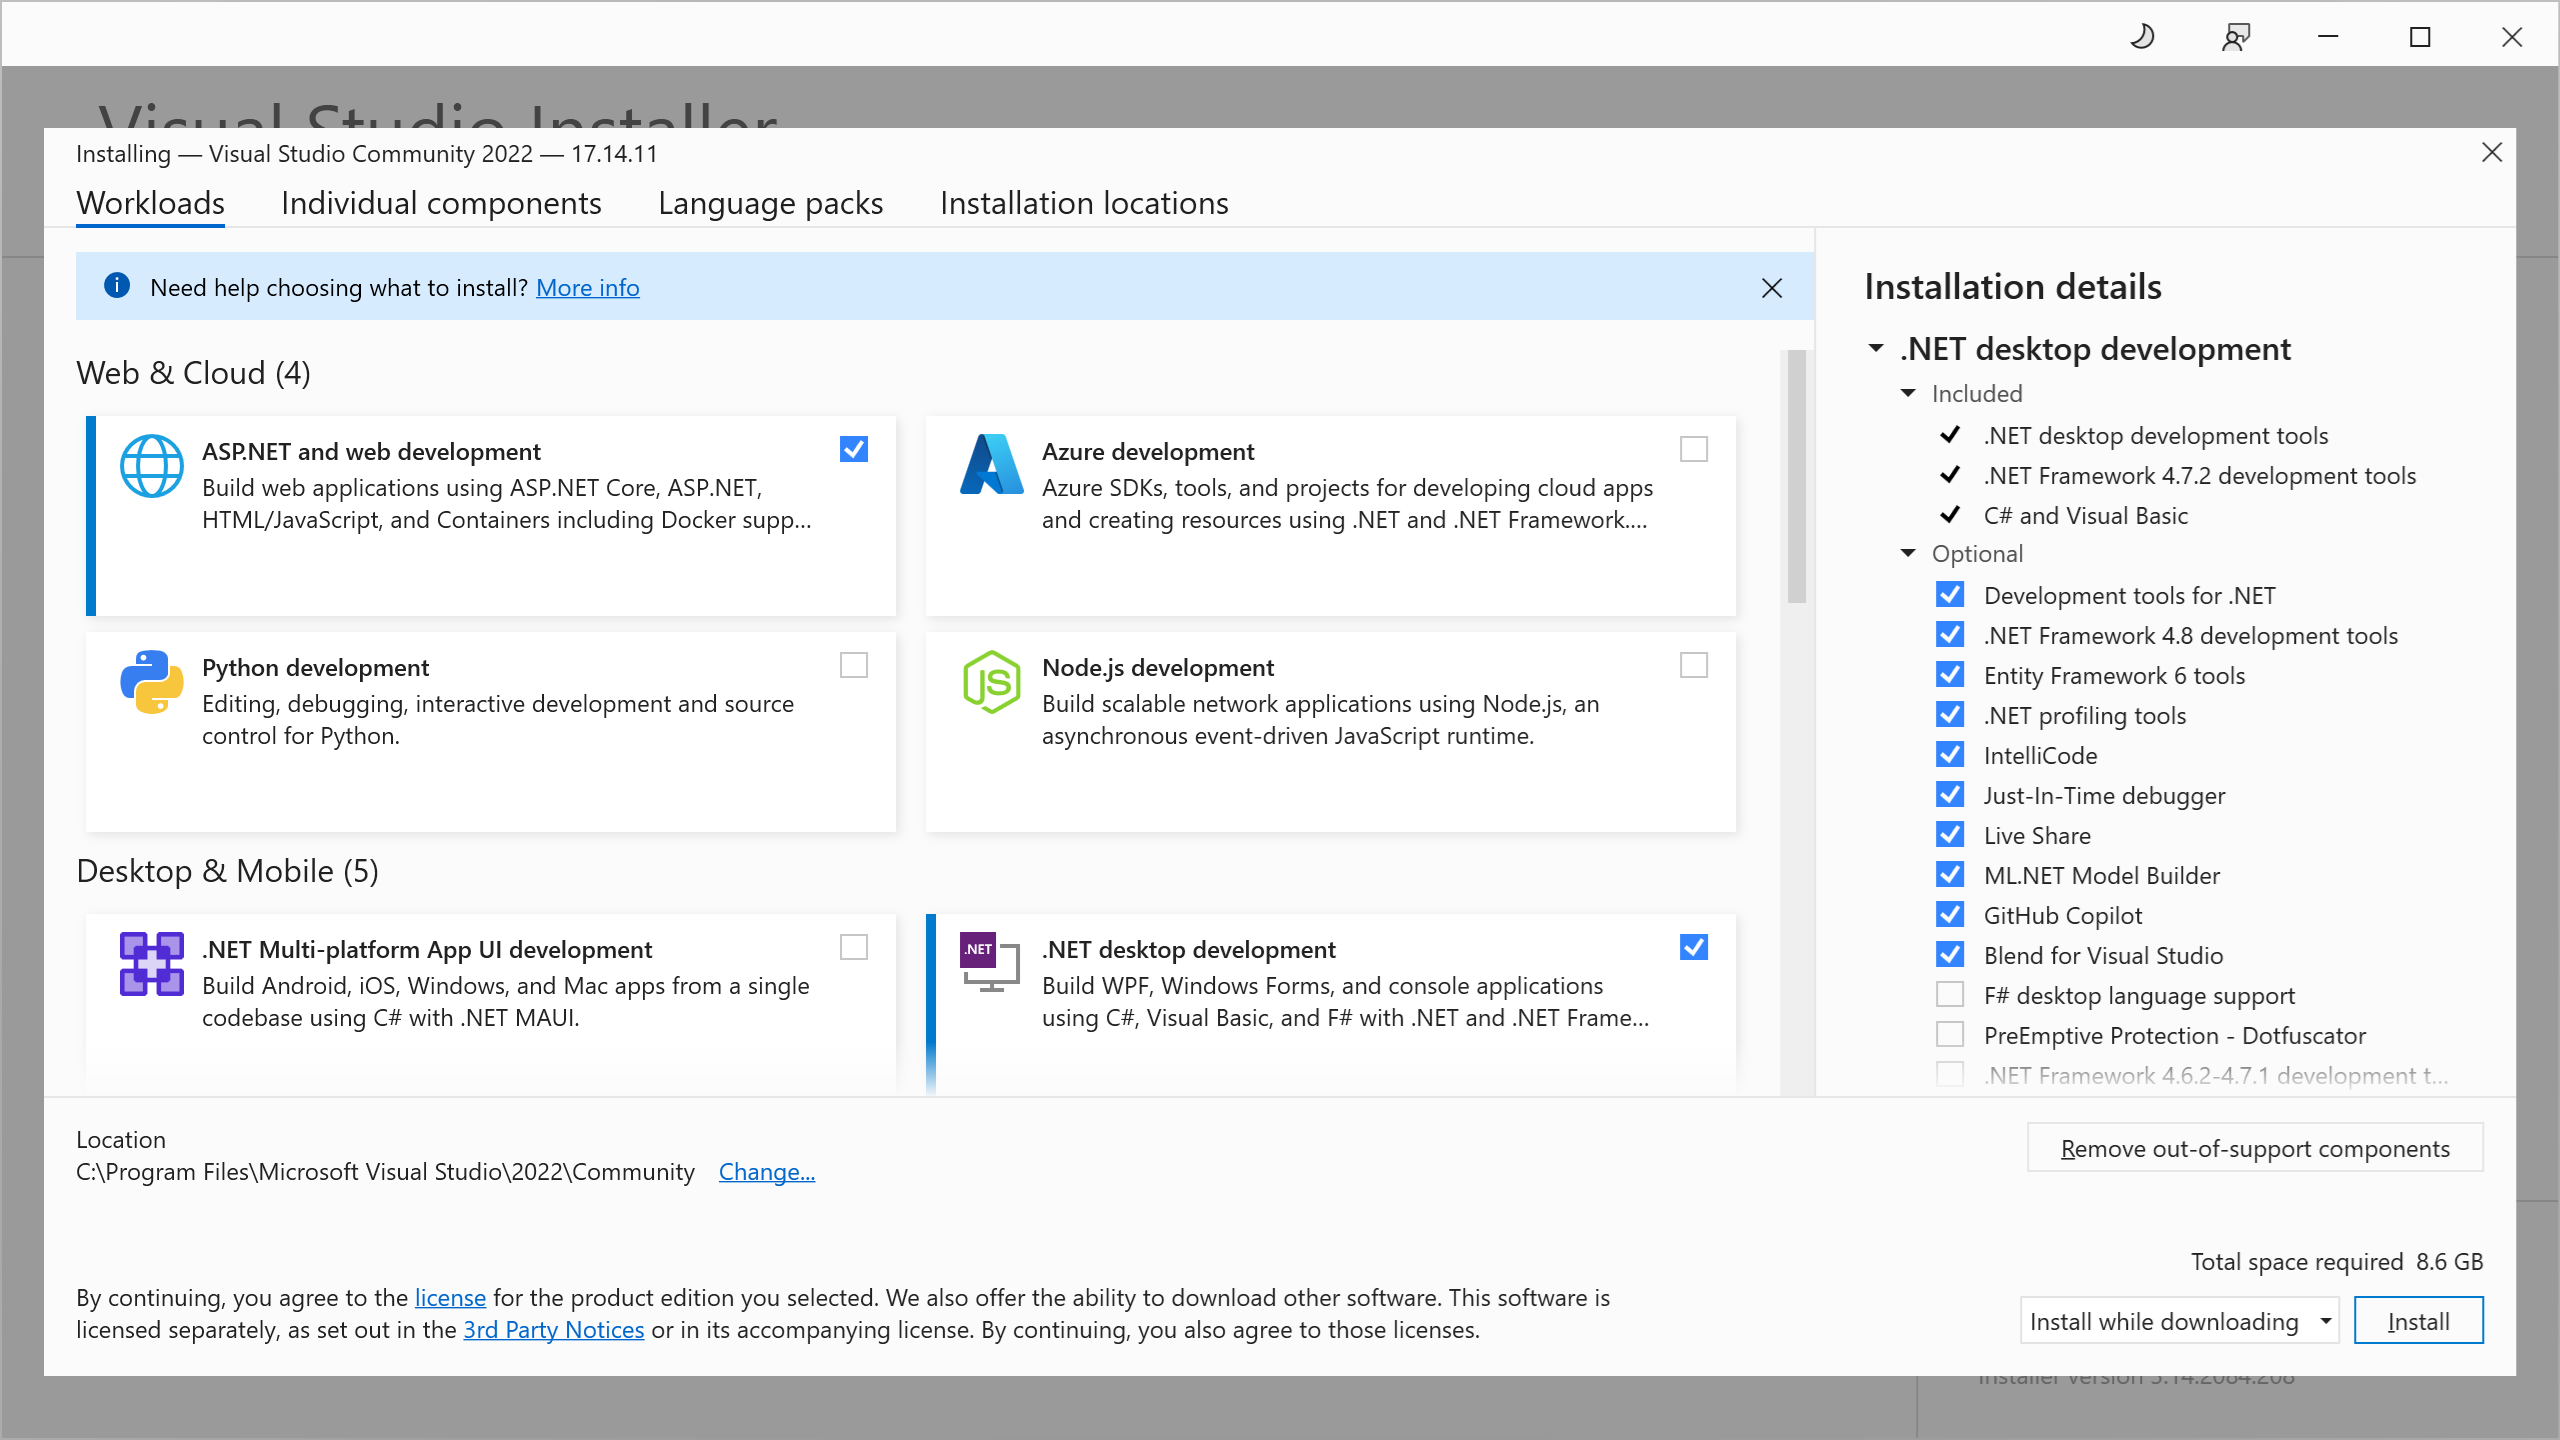 Visual Studio Installer
Installing — Visual Studio Community 2022 — 17.14.11
Workloads
Individual components
Language packs
Installation locations
Need help choosing what to install? More info
Web & Cloud (4)
ASP.NET and web development
Build web applications using ASP.NET Core, ASP.NET,
HTML/JavaScript, and Containers including Docker supp...
Azure development
Azure SDKs, tools, and projects for developing cloud apps
and creating resources using .NET and .NET Framework....
Python development
Editing, debugging, interactive development and source
control for Python.
JS
Node.js development
Build scalable network applications using Node.js, an
asynchronous event-driven JavaScript runtime.
Desktop & Mobile (5)
.NET Multi-platform App UI development
Build Android, iOS, Windows, and Mac apps from a single
codebase using C# with .NET MAUI.
.NET
.NET desktop development
Build WPF, Windows Forms, and console applications
using C#, Visual Basic, and F# with .NET and .NET Frame...
Installation details
.NET desktop development
Included
.NET desktop development tools
.NET Framework 4.7.2 development tools
C# and Visual Basic
Optional
Development tools for .NET
.NET Framework 4.8 development tools
Entity Framework 6 tools
.NET profiling tools
IntelliCode
Just-In-Time debugger
Live Share
ML.NET Model Builder
GitHub Copilot
Blend for Visual Studio
F# desktop language support
PreEmptive Protection - Dotfuscator
.NET Framework 4.6.2-4.7.1 development t...
Location
C:\Program Files\Microsoft Visual Studio\2022\Community Change...
Remove out-of-support components
Total space required 8.6 GB
By continuing, you agree to the license for the product edition you selected. We also offer the ability to download other software. This software is
licensed separately, as set out in the 3rd Party Notices or in its accompanying license. By continuing, you also agree to those licenses.
Install while downloading
Install
Installer version 3.14.2084.208